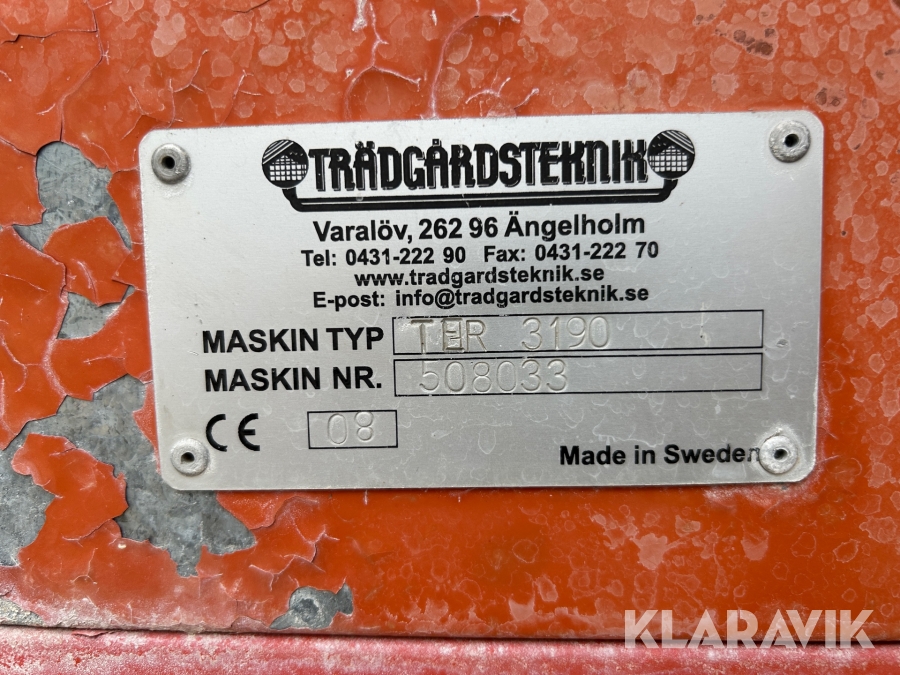 TRÄDGÅRDSTEKNIK
Varalöv, 262 96 Ängelholm
Tel: 0431-222 90 Fax: 0431-222 70
www.tradgardsteknik.se
E-post: info@tradgardsteknik.se
MASKIN TYP TER 3190
MASKIN NR. 508033
CE 08
Made in Sweden
KLARAVIK